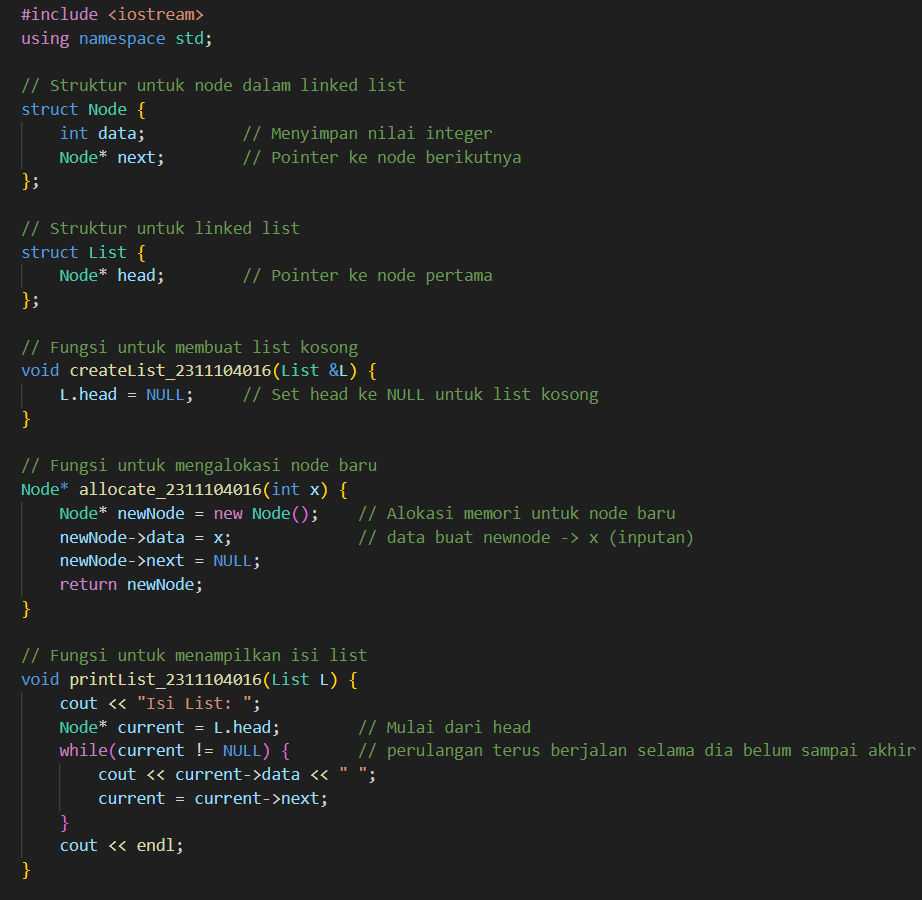 #include <iostream>
using namespace std;
// Struktur untuk node dalam linked list
struct Node {
    int data;          // Menyimpan nilai integer
    Node* next;        // Pointer ke node berikutnya
};
// Struktur untuk linked list
struct List {
    Node* head;        // Pointer ke node pertama
};
// Fungsi untuk membuat list kosong
void createList_2311104016(List &L) {
    L.head = NULL;     // Set head ke NULL untuk list kosong
}
// Fungsi untuk mengalokasi node baru
Node* allocate_2311104016(int x) {
    Node* newNode = new Node();    // Alokasi memori untuk node baru
    newNode->data = x;             // data buat newnode -> x (inputan)
    newNode->next = NULL;
    return newNode;
}
// Fungsi untuk menampilkan isi list
void printList_2311104016(List L) {
    cout << "Isi List: ";
    Node* current = L.head;        // Mulai dari head
    while(current != NULL) {       // perulangan terus berjalan selama dia belum sampai akhir
        cout << current->data << " ";
        current = current->next;
    }
    cout << endl;
}